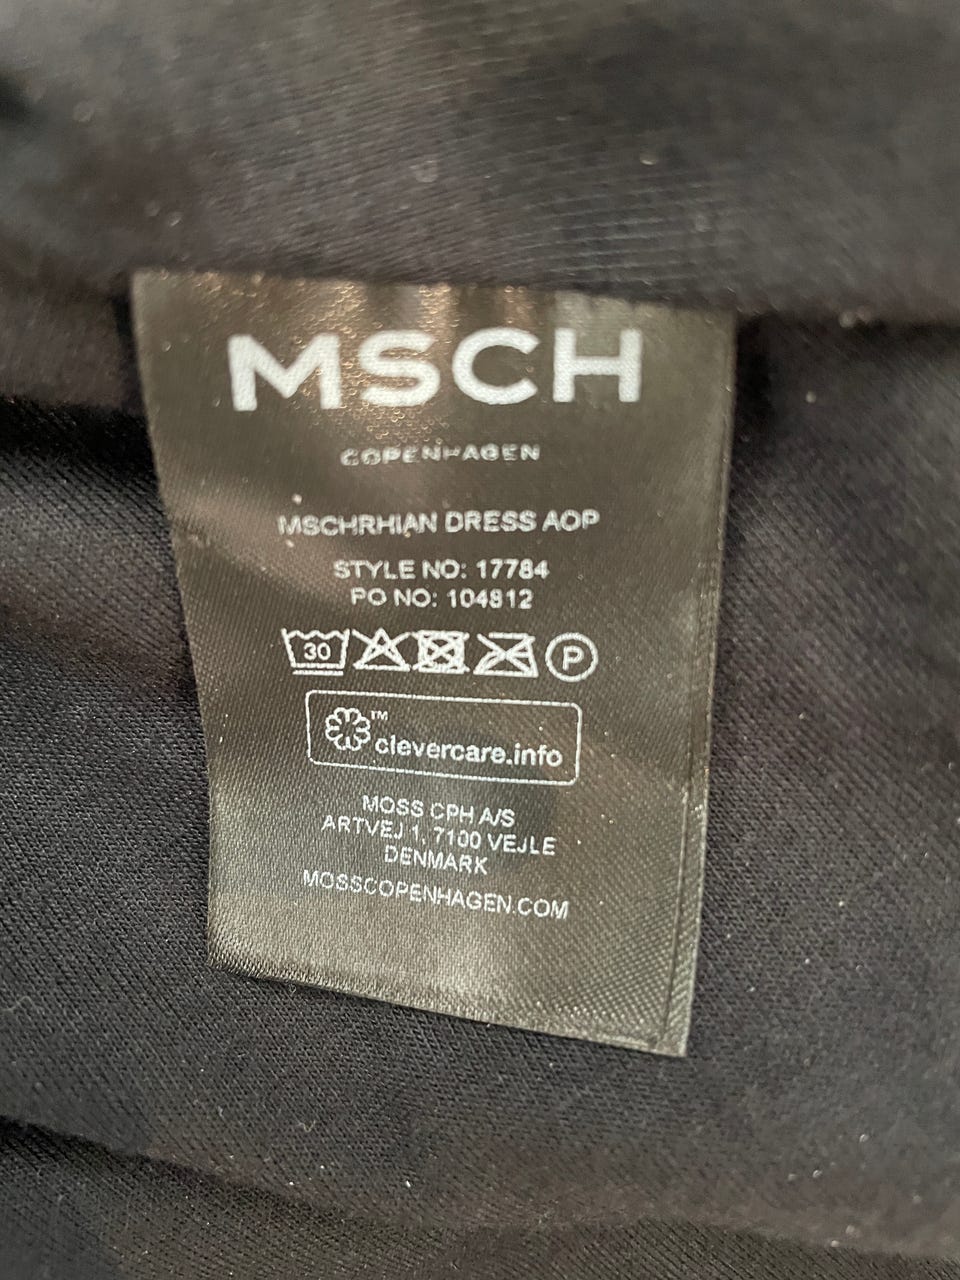 MSCH
COPENHAGEN
MSCHRHIAN DRESS AOP
STYLE NO: 17784
PO NO: 104812
30 P
™
clevercare.info
MOSS CPH A/S
ARTVEJ 1, 7100 VEJLE
DENMARK
MOSSCOPENHAGEN.COM